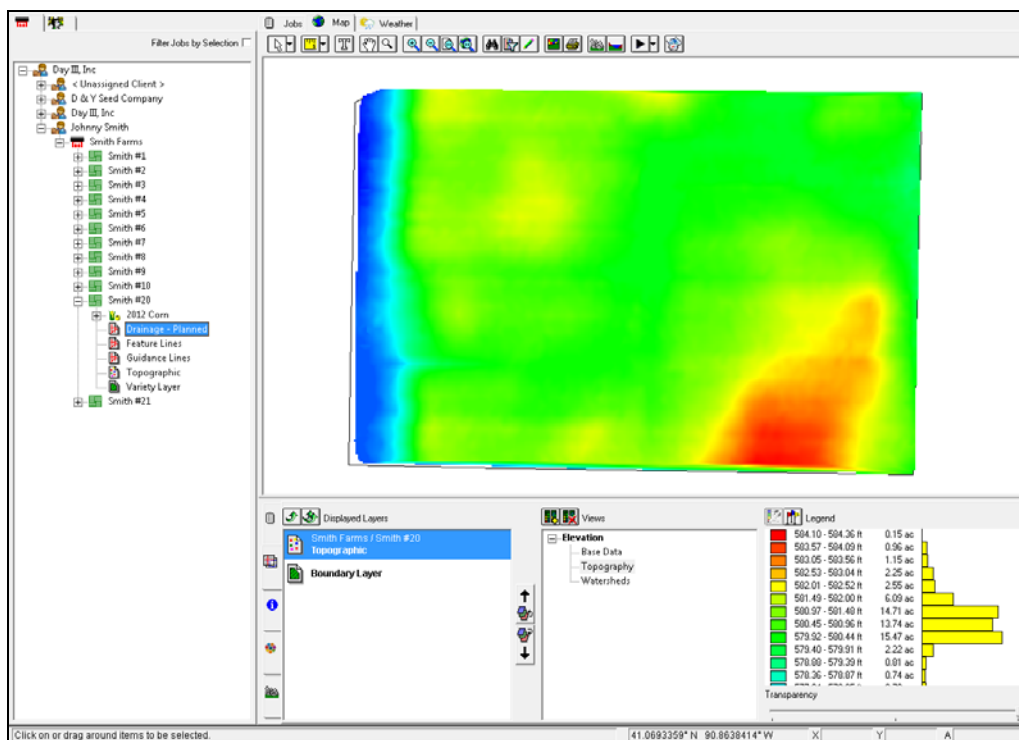 Jobs Map Weather
Filter Jobs by Selection
Day III, Inc
< Unassigned Client >
D & Y Seed Company
Day III, Inc
Johnny Smith
Smith Farms
Smith #1
Smith #2
Smith #3
Smith #4
Smith #5
Smith #6
Smith #7
Smith #8
Smith #9
Smith #10
Smith #20
2012 Corn
Drainage - Planned
Feature Lines
Guidance Lines
Topographic
Variety Layer
Smith #21
Displayed Layers
Smith Farms / Smith #20
Topographic
Boundary Layer
Views
Elevation
Base Data
Topography
Watersheds
Legend
584.10 - 584.36 ft 0.15 ac
583.57 - 584.09 ft 0.96 ac
583.05 - 583.56 ft 1.15 ac
582.53 - 583.04 ft 2.25 ac
582.01 - 582.52 ft 2.55 ac
581.49 - 582.00 ft 6.09 ac
580.97 - 581.48 ft 14.71 ac
580.45 - 580.96 ft 13.74 ac
579.92 - 580.44 ft 15.47 ac
579.40 - 579.91 ft 2.22 ac
578.88 - 579.39 ft 0.81 ac
578.36 - 578.87 ft 0.74 ac
Transparency
Click on or drag around items to be selected.
41.0693359° N 90.8638414° W X Y A